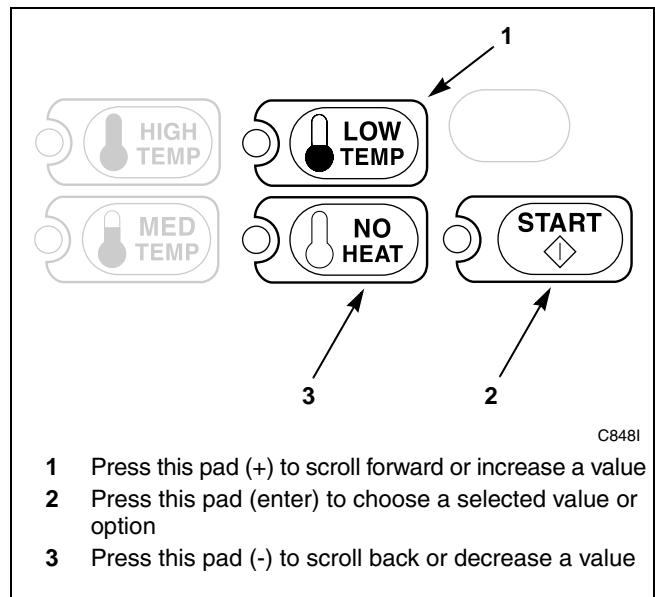 1
HIGH
TEMP
LOW
TEMP
MED
TEMP
NO
HEAT
START
3
2
C848I
1 Press this pad (+) to scroll forward or increase a value
2 Press this pad (enter) to choose a selected value or
option
3 Press this pad (-) to scroll back or decrease a value